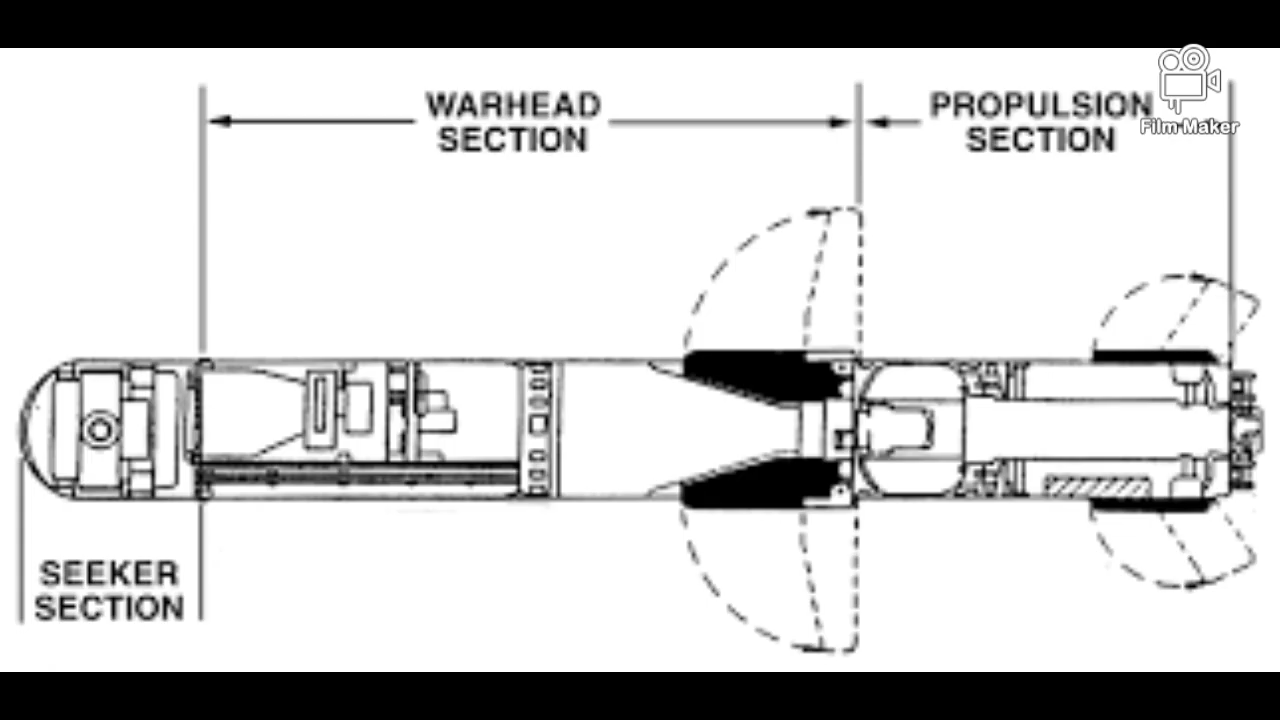 WARHEAD
SECTION
PROPULSION
SECTION
Film Maker
SEEKER
SECTION